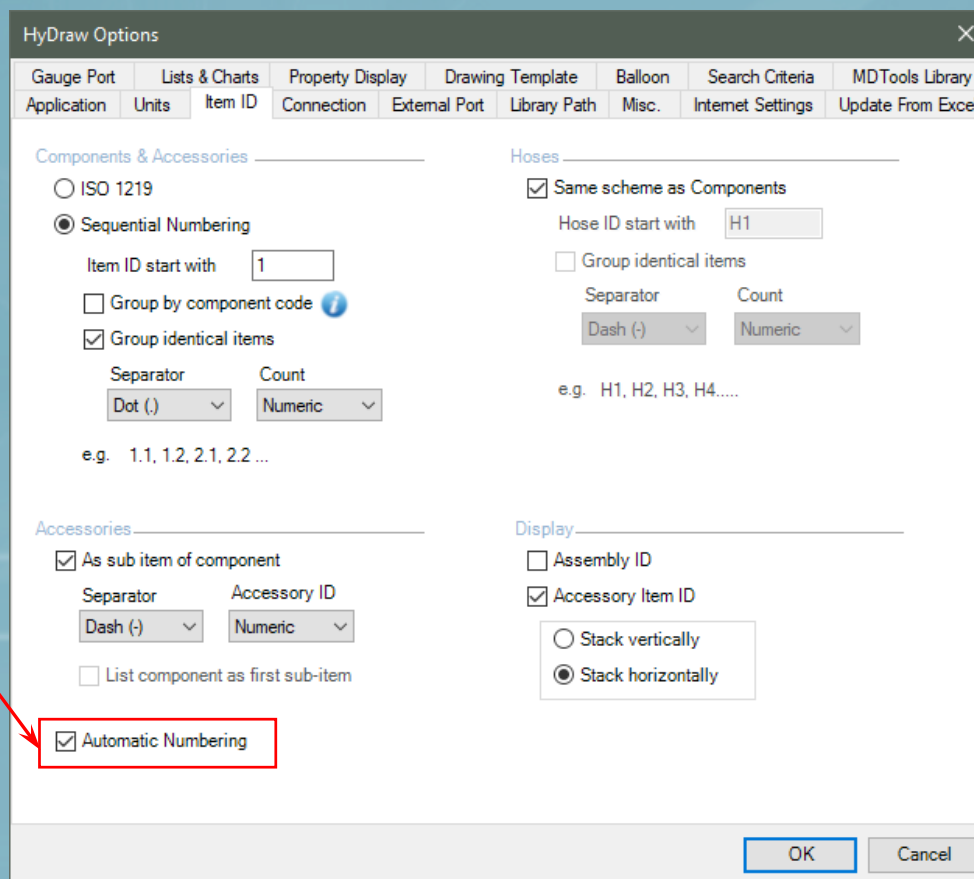 HyDraw Options
Gauge Port Lists & Charts Property Display Drawing Template Balloon Search Criteria MDTools Library
Application Units Item ID Connection External Port Library Path Misc. Internet Settings Update From Exce
Components & Accessories
ISO 1219
Sequential Numbering
Item ID start with 1
Group by component code i
Group identical items
Separator Count
Dot (.) Numeric
e.g. 1.1, 1.2, 2.1, 2.2 ...
Hoses
Same scheme as Components
Hose ID start with H1
Group identical items
Separator Count
Dash (-) Numeric
e.g. H1, H2, H3, H4.....
Accessories
As sub item of component
Separator Accessory ID
Dash (-) Numeric
List component as first sub-item
Automatic Numbering
Display
Assembly ID
Accessory Item ID
Stack vertically
Stack horizontally
OK Cancel